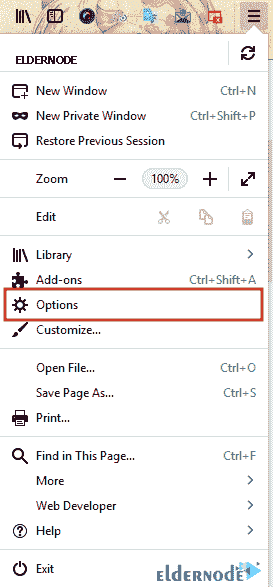 ELDERNODE
New Window Ctrl+N
New Private Window Ctrl+Shift+P
Restore Previous Session
Zoom 100%
Edit
Library
Add-ons Ctrl+Shift+A
Options
Customize...
Open File... Ctrl+O
Save Page As... Ctrl+S
Print...
Find in This Page... Ctrl+F
More
Web Developer
Help
Exit
ELDERNODE